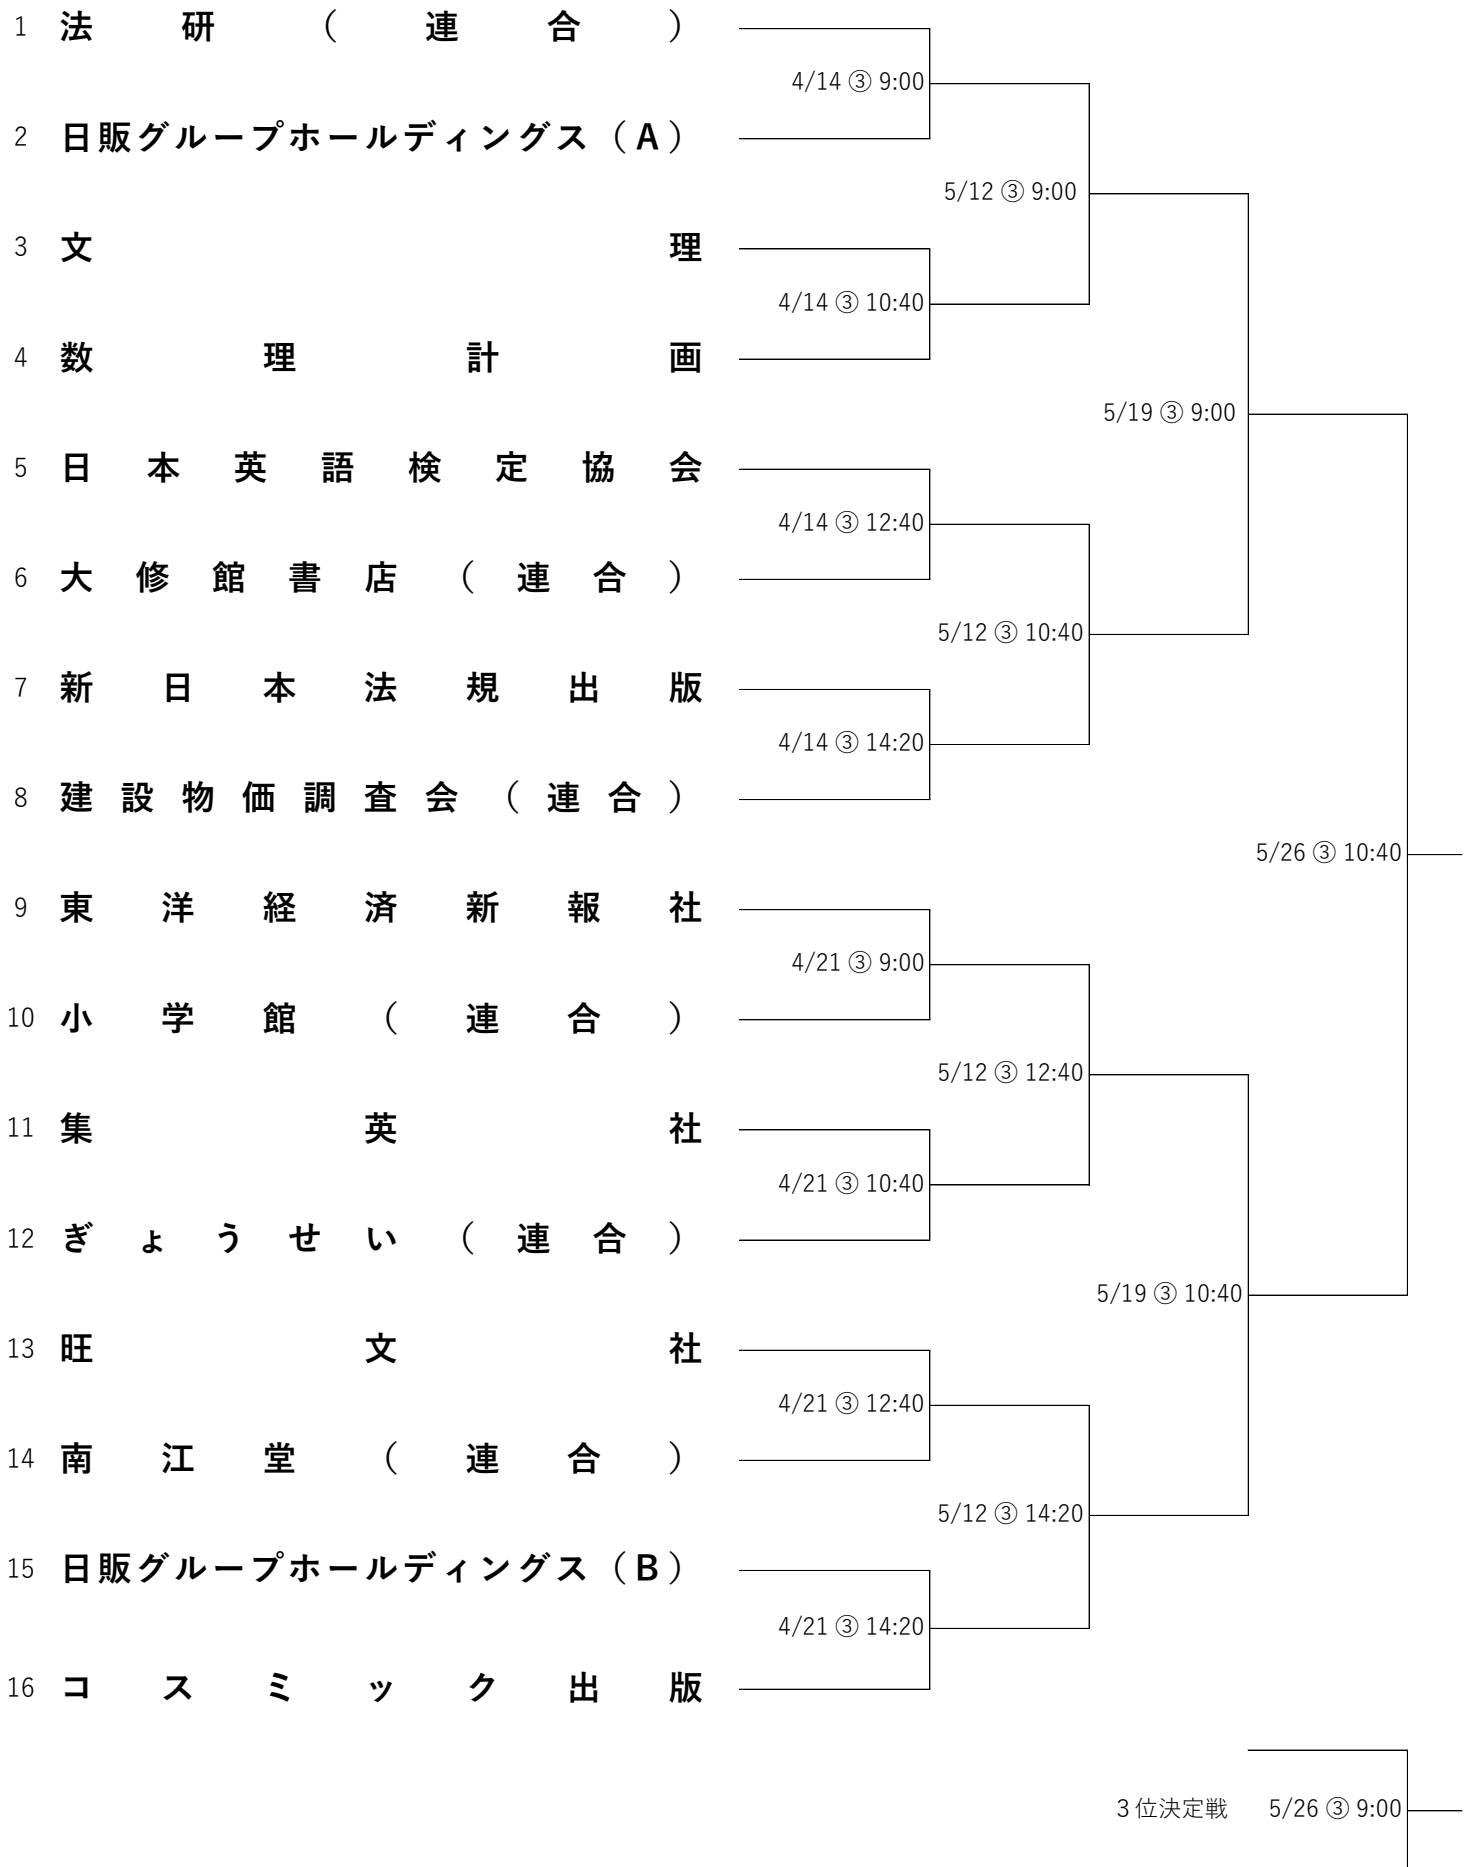 1 法研（連合）
4/14 ③ 9:00
2 日販グループホールディングス（A）
5/12 ③ 9:00
3 文理
4/14 ③ 10:40
4 数理計画
5/19 ③ 9:00
5 日本英語検定協会
4/14 ③ 12:40
6 大修館書店（連合）
5/12 ③ 10:40
7 新日本法規出版
4/14 ③ 14:20
8 建設物価調査会（連合）
5/26 ③ 10:40
9 東洋経済新報社
4/21 ③ 9:00
10 小学館（連合）
5/12 ③ 12:40
11 集英社
4/21 ③ 10:40
12 ぎょうせい（連合）
5/19 ③ 10:40
13 旺文社
4/21 ③ 12:40
14 南江堂（連合）
5/12 ③ 14:20
15 日販グループホールディングス（B）
4/21 ③ 14:20
16 コスミック出版
３位決定戦 5/26 ③ 9:00